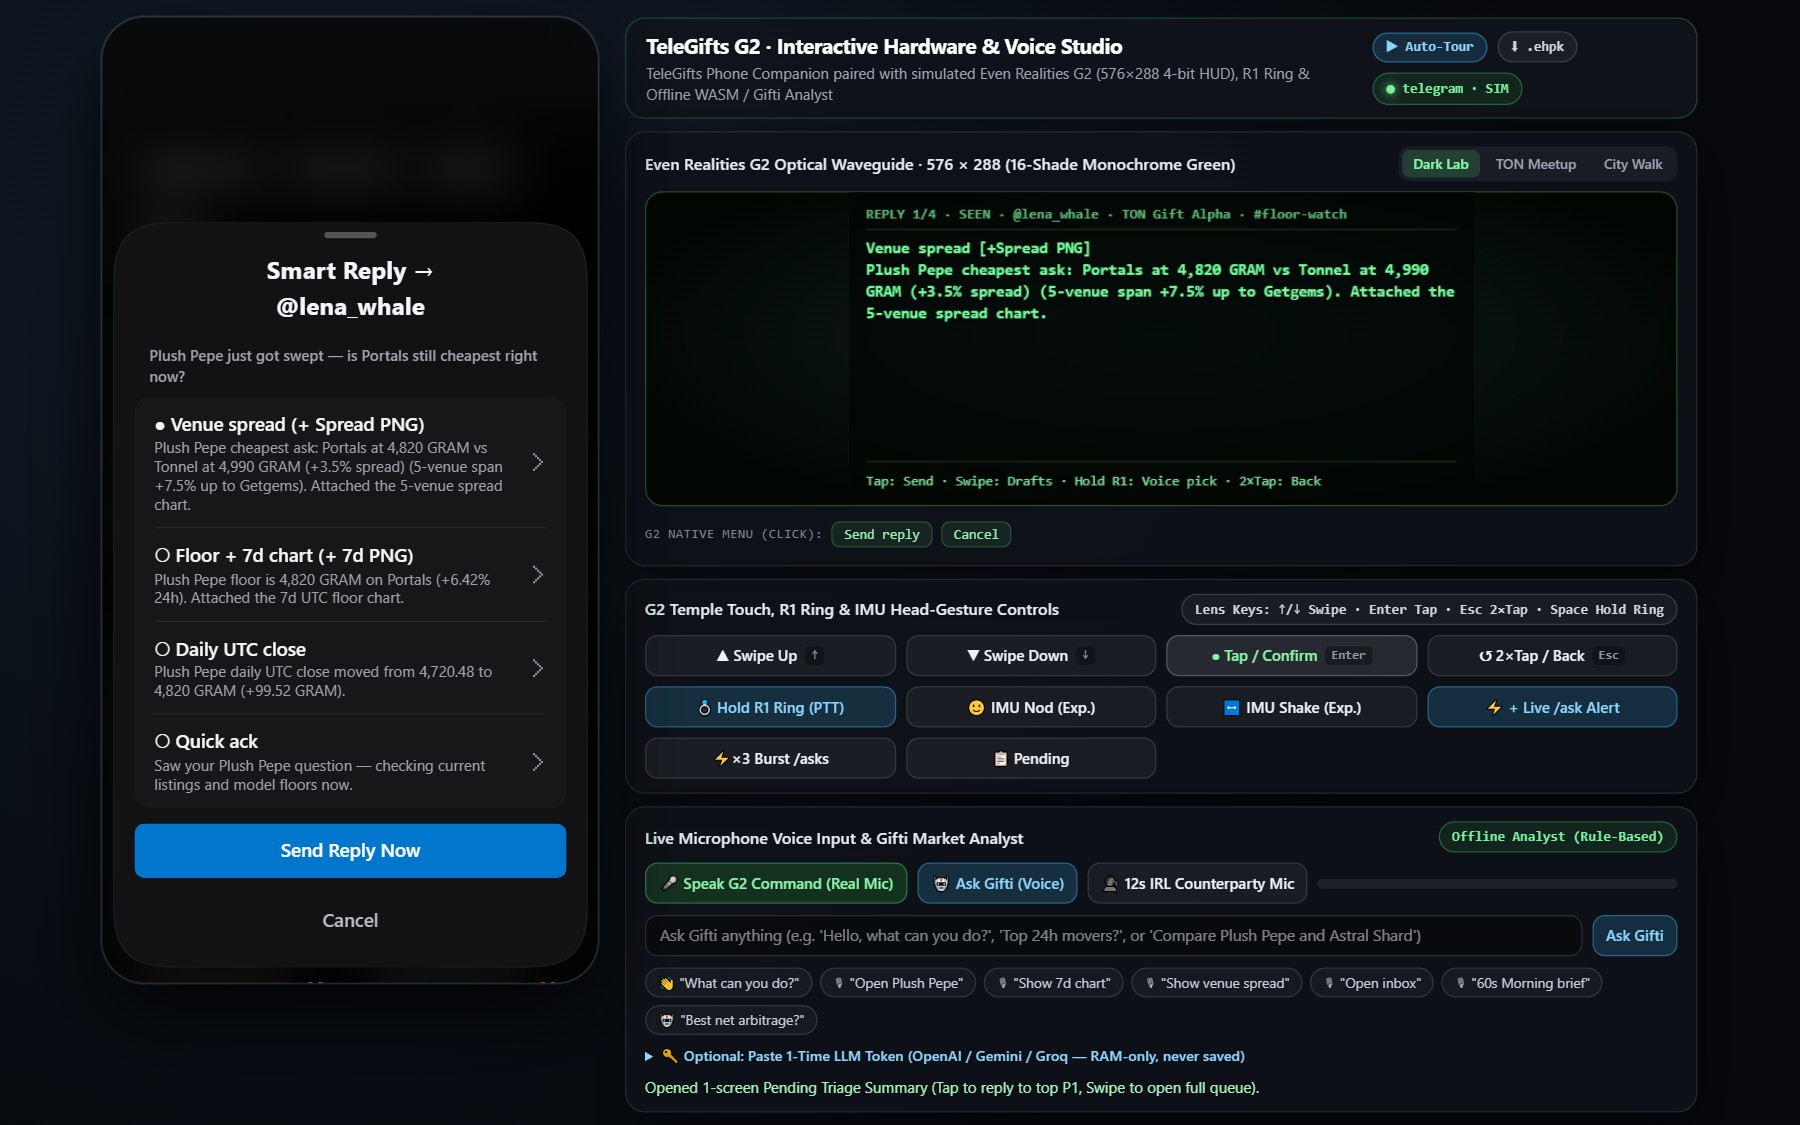 Smart Reply →
@lena_whale
Plush Pepe just got swept — is Portals still cheapest right
now?
● Venue spread (+ Spread PNG)
Plush Pepe cheapest ask: Portals at 4,820 GRAM vs
Tonnel at 4,990 GRAM (+3.5% spread) (5-venue span
+7.5% up to Getgems). Attached the 5-venue spread
chart.
○ Floor + 7d chart (+ 7d PNG)
Plush Pepe floor is 4,820 GRAM on Portals (+6.42%
24h). Attached the 7d UTC floor chart.
○ Daily UTC close
Plush Pepe daily UTC close moved from 4,720.48 to
4,820 GRAM (+99.52 GRAM).
○ Quick ack
Saw your Plush Pepe question — checking current
listings and model floors now.
Send Reply Now
Cancel
TeleGifts G2 · Interactive Hardware & Voice Studio
TeleGifts Phone Companion paired with simulated Even Realities G2 (576×288 4-bit HUD), R1 Ring &
Offline WASM / Gifti Analyst
▶ Auto-Tour
⬇ .ehpk
● telegram · SIM
Even Realities G2 Optical Waveguide · 576 × 288 (16-Shade Monochrome Green)
Dark Lab
TON Meetup
City Walk
REPLY 1/4 · SEEN · @lena_whale · TON Gift Alpha · #floor-watch
Venue spread [+Spread PNG]
Plush Pepe cheapest ask: Portals at 4,820 GRAM vs Tonnel at 4,990
GRAM (+3.5% spread) (5-venue span +7.5% up to Getgems). Attached the
5-venue spread chart.
Tap: Send · Swipe: Drafts · Hold R1: Voice pick · 2×Tap: Back
G2 NATIVE MENU (CLICK):
Send reply
Cancel
G2 Temple Touch, R1 Ring & IMU Head-Gesture Controls
Lens Keys: ↑/↓ Swipe · Enter Tap · Esc 2×Tap · Space Hold Ring
▲ Swipe Up ↑
▼ Swipe Down ↓
● Tap / Confirm Enter
↺ 2×Tap / Back Esc
💍 Hold R1 Ring (PTT)
🙂 IMU Nod (Exp.)
↔️ IMU Shake (Exp.)
⚡ + Live /ask Alert
⚡×3 Burst /asks
📋 Pending
Live Microphone Voice Input & Gifti Market Analyst
Offline Analyst (Rule-Based)
🎤 Speak G2 Command (Real Mic)
🤖 Ask Gifti (Voice)
12s IRL Counterparty Mic
Ask Gifti anything (e.g. 'Hello, what can you do?', 'Top 24h movers?', or 'Compare Plush Pepe and Astral Shard')
Ask Gifti
👋 "What can you do?"
🎙 "Open Plush Pepe"
🎙 "Show 7d chart"
🎙 "Show venue spread"
🎙 "Open inbox"
🎙 "60s Morning brief"
🤖 "Best net arbitrage?"
▶ 🔑 Optional: Paste 1-Time LLM Token (OpenAI / Gemini / Groq — RAM-only, never saved)
Opened 1-screen Pending Triage Summary (Tap to reply to top P1, Swipe to open full queue).